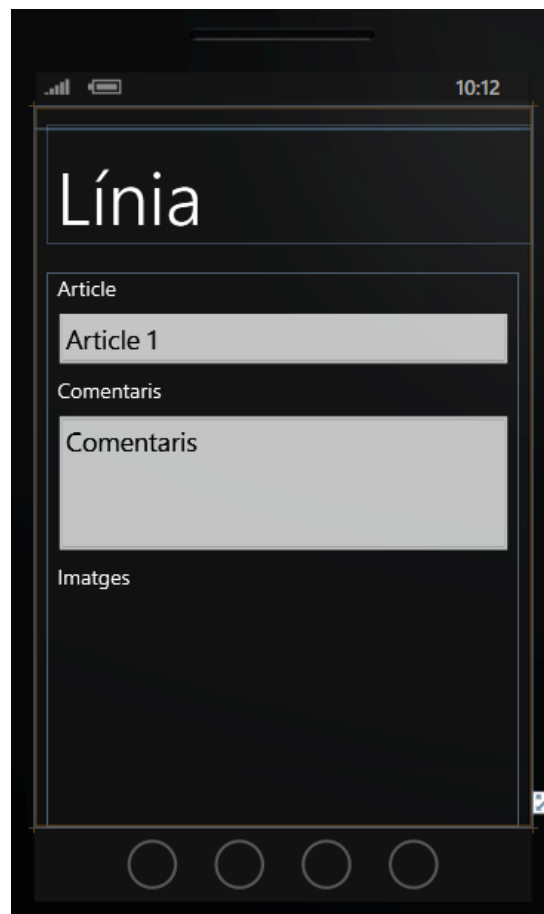 10:12
Línia
Article
Article 1
Comentaris
Comentaris
Imatges